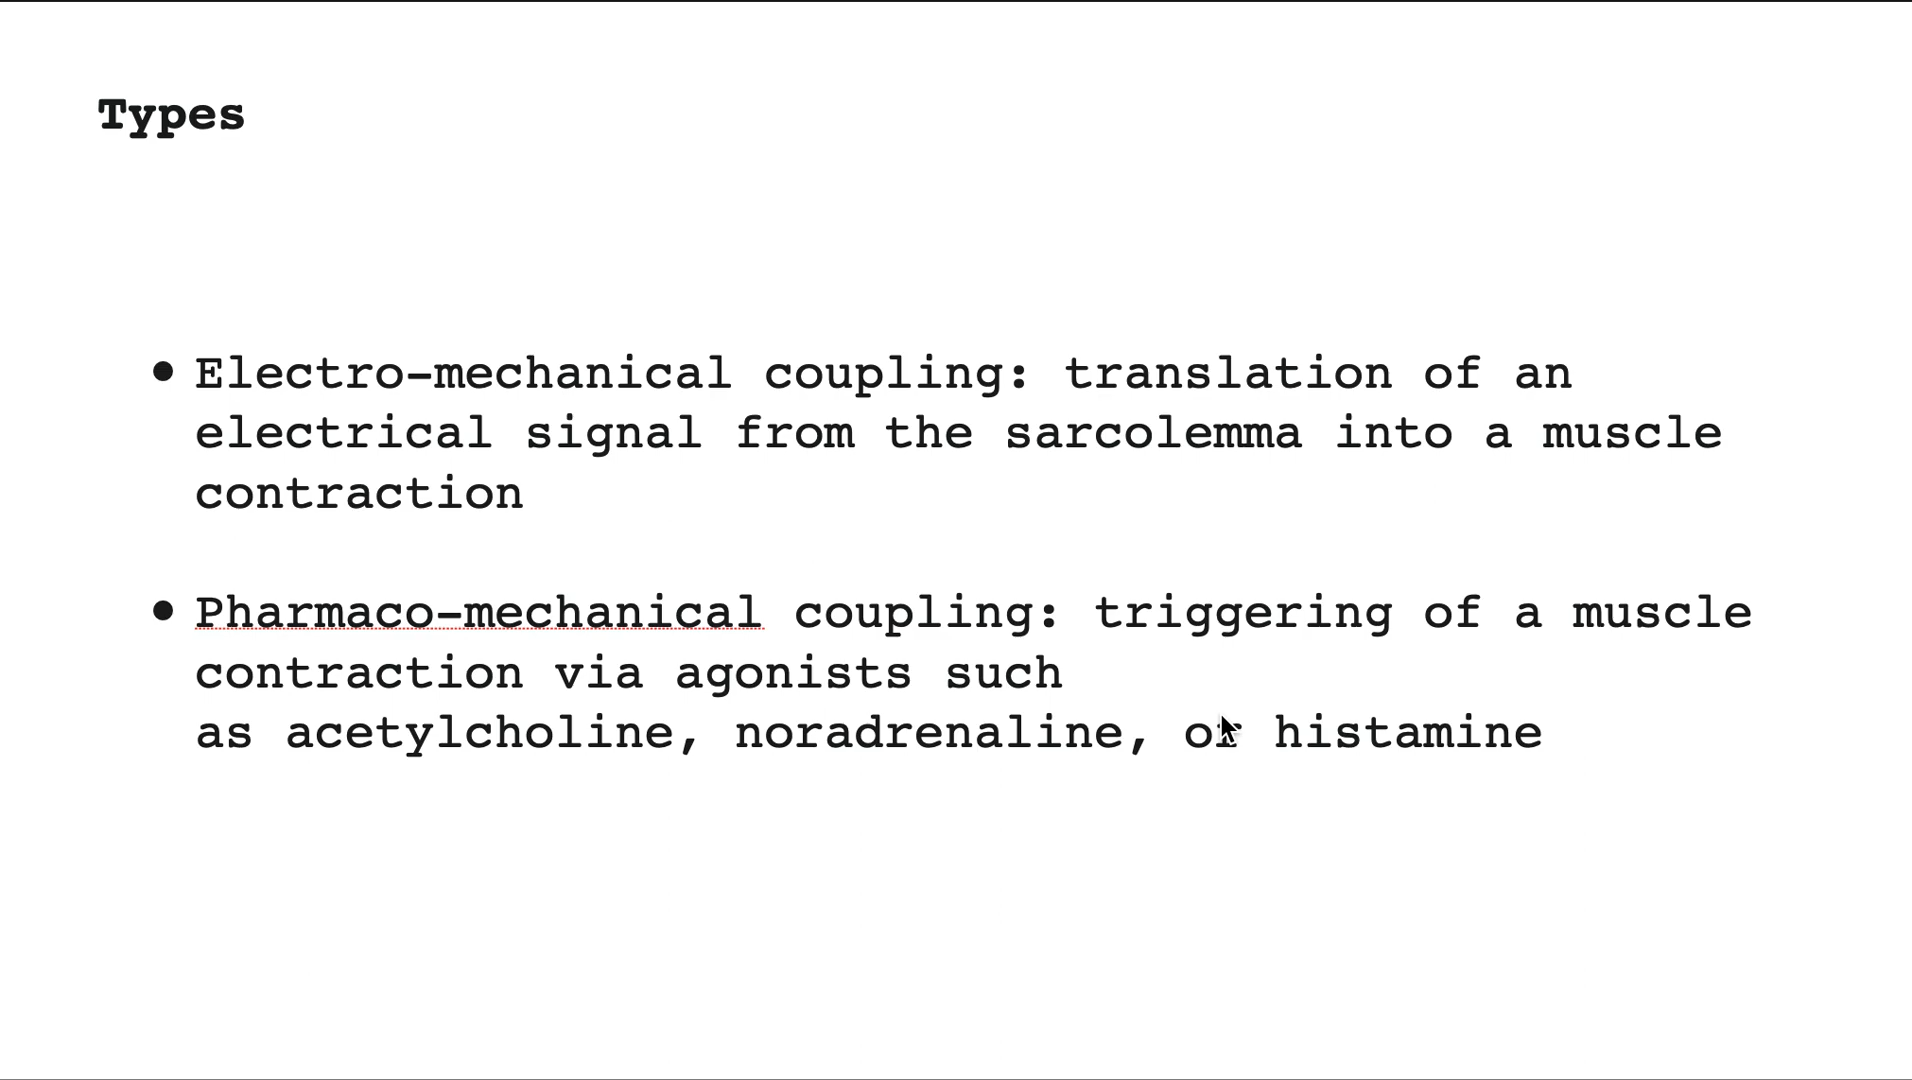 Types
• Electro-mechanical coupling: translation of an
electrical signal from the sarcolemma into a muscle
contraction
• Pharmaco-mechanical coupling: triggering of a muscle
contraction via agonists such
as acetylcholine, noradrenaline, or histamine